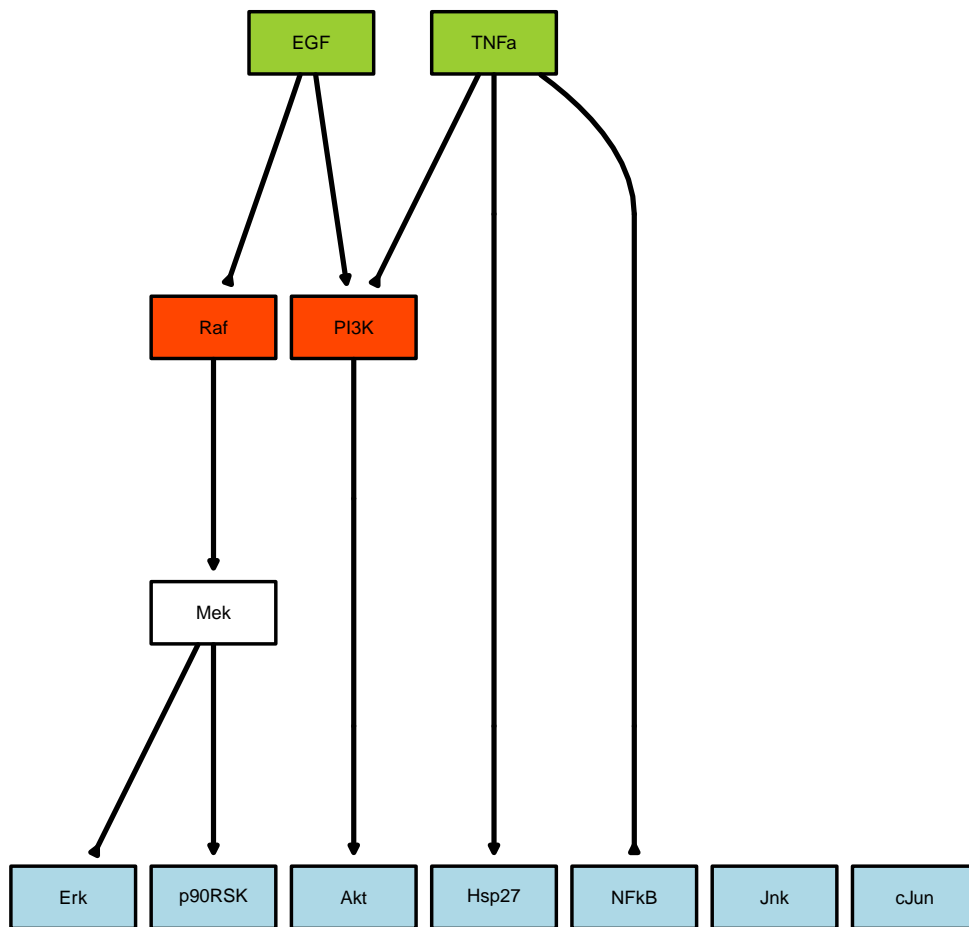 EGF
TNFa
Raf
PI3K
Mek
Erk
p90RSK
Akt
Hsp27
NFkB
Jnk
cJun